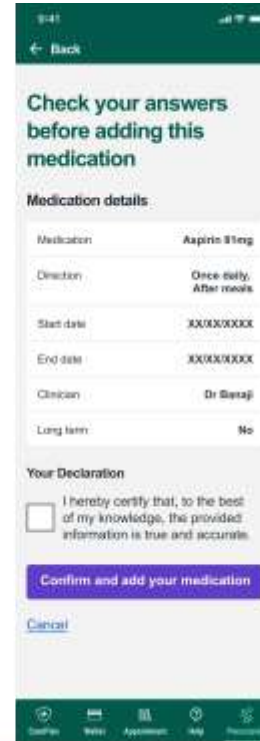 9:41
← Back
Check your answers
before adding this
medication
Medication details
Medication Aspirin 81mg
Direction Once daily,
After meals
Start date XX/XX/XXXX
End date XX/XX/XXXX
Clinician Dr Banaji
Long term No
Your Declaration
I hereby certify that, to the best
of my knowledge, the provided
information is true and accurate.
Confirm and add your medication
Cancel
Wallet Appointment Help